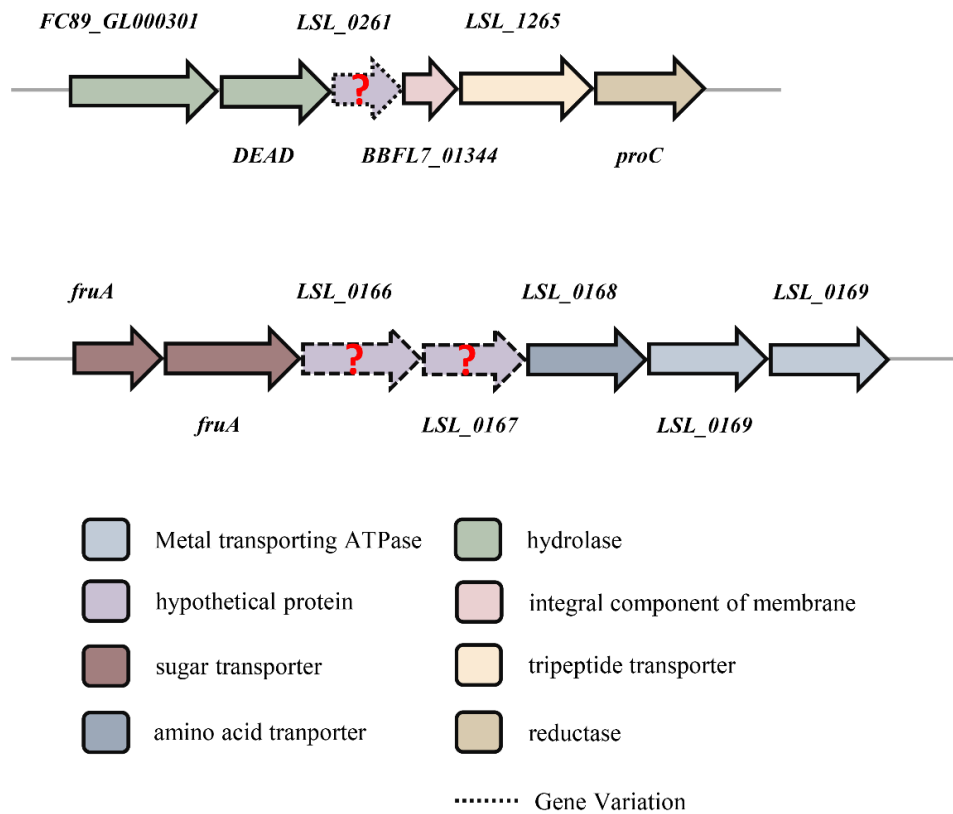 FC89_GL000301 LSL_0261 LSL_1265
?
DEAD BBFL7_01344 proC
fruA LSL_0166 LSL_0168 LSL_0169
? ?
fruA LSL_0167 LSL_0169
Metal transporting ATPase hydrolase
hypothetical protein integral component of membrane
sugar transporter tripeptide transporter
amino acid tranporter reductase
Gene Variation